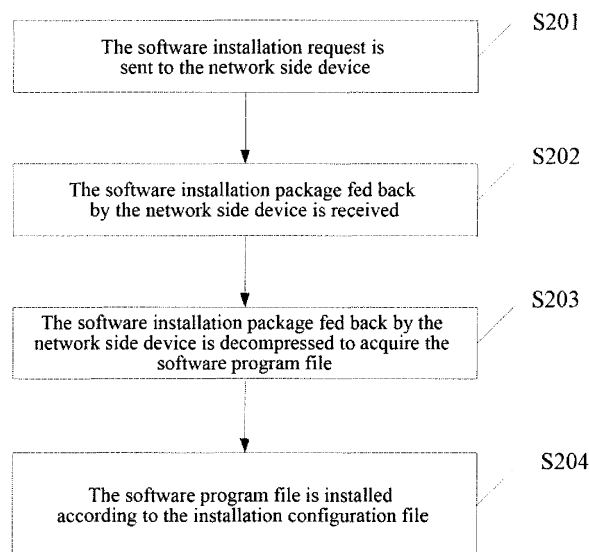 S201
The software installation request is
sent to the network side device
S202
The software installation package fed back
by the network side device is received
S203
The software installation package fed back by the
network side device is decompressed to acquire the
software program file
S204
The software program file is installed
according to the installation configuration file